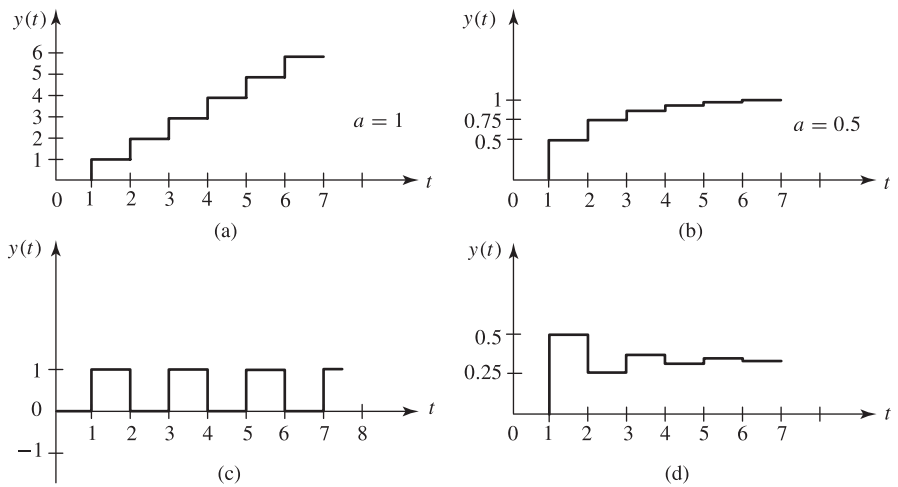 y(t)
6
5
4
3
2
1
a = 1
0 1 2 3 4 5 6 7 t
(a)
y(t)
1
0.75
0.5
a = 0.5
0 1 2 3 4 5 6 7 t
(b)
y(t)
1
0 t
1 2 3 4 5 6 7 8
−1
(c)
y(t)
0.5
0.25
0 1 2 3 4 5 6 7 t
(d)